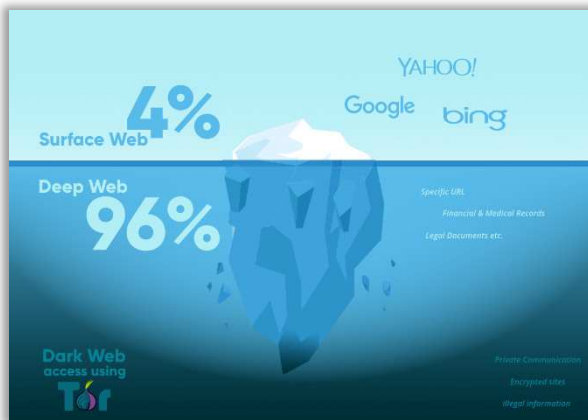 YAHOO!
Google
bing
4%
Surface Web
Deep Web
96%
Specific URL
Financial & Medical Records
Legal Documents etc.
Dark Web
access using
Tor
Private Communication
Encrypted sites
illegal information